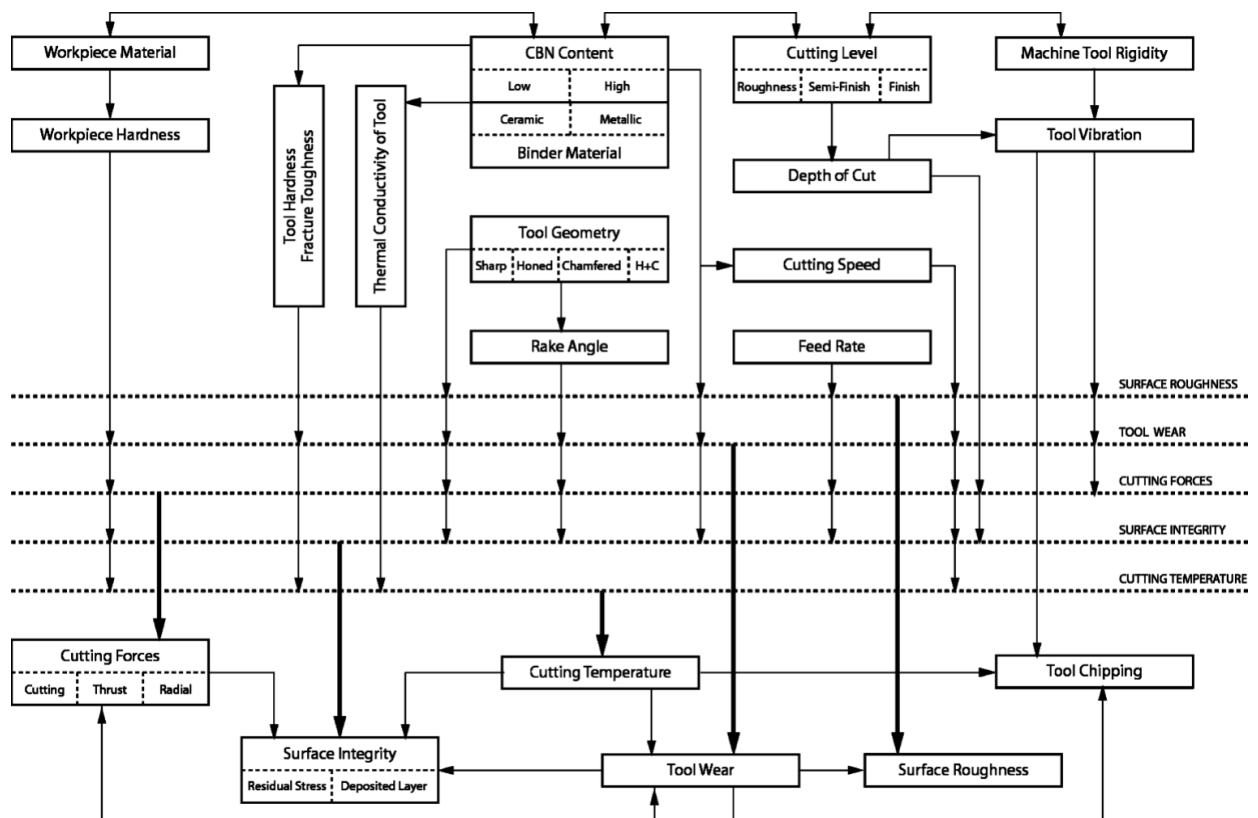 Workpiece Material
CBN Content
Cutting Level
Machine Tool Rigidity
Low
High
Roughness
Semi-Finish
Finish
Ceramic
Metallic
Binder Material
Workpiece Hardness
Tool Vibration
Tool Hardness
Fracture Toughness
Thermal Conductivity of Tool
Depth of Cut
Tool Geometry
Sharp
Honed
Chamfered
H+C
Cutting Speed
Rake Angle
Feed Rate
SURFACE ROUGHNESS
TOOL WEAR
CUTTING FORCES
SURFACE INTEGRITY
CUTTING TEMPERATURE
Cutting Forces
Cutting
Thrust
Radial
Cutting Temperature
Tool Chipping
Surface Integrity
Residual Stress
Deposited Layer
Tool Wear
Surface Roughness